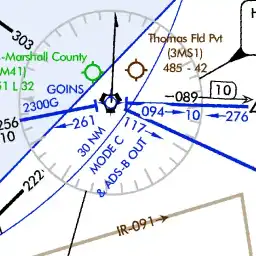 303
Thomas Fld Pvt
(3MS1)
485 - 42
-Marshall County
M41)
51 L 32
GOINS
2300G
089
10
094
10
276
256
10
261
117
30 NM
MODE C
& ADS-B OUT
222
IR-091